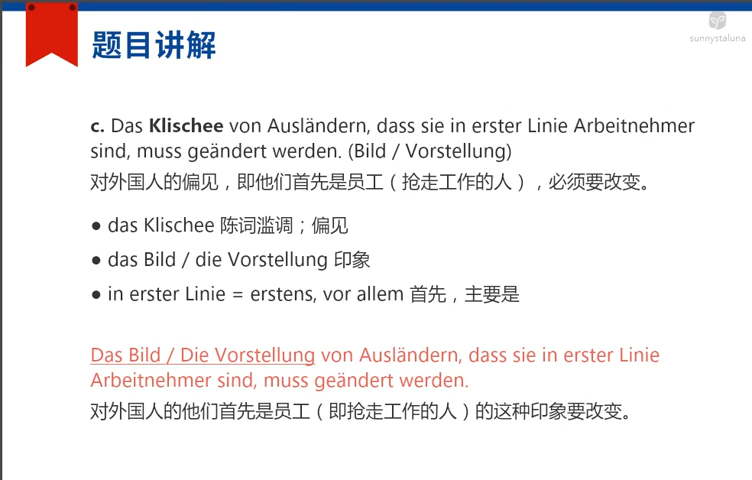 sunnystaluna
题目讲解
c. Das Klischee von Ausländern, dass sie in erster Linie Arbeitnehmer
sind, muss geändert werden. (Bild / Vorstellung)
对外国人的偏见，即他们首先是员工（抢走工作的人），必须要改变。
● das Klischee 陈词滥调；偏见
● das Bild / die Vorstellung 印象
● in erster Linie = erstens, vor allem 首先，主要是
Das Bild / Die Vorstellung von Ausländern, dass sie in erster Linie
Arbeitnehmer sind, muss geändert werden.
对外国人的他们首先是员工（即抢走工作的人）的这种印象要改变。